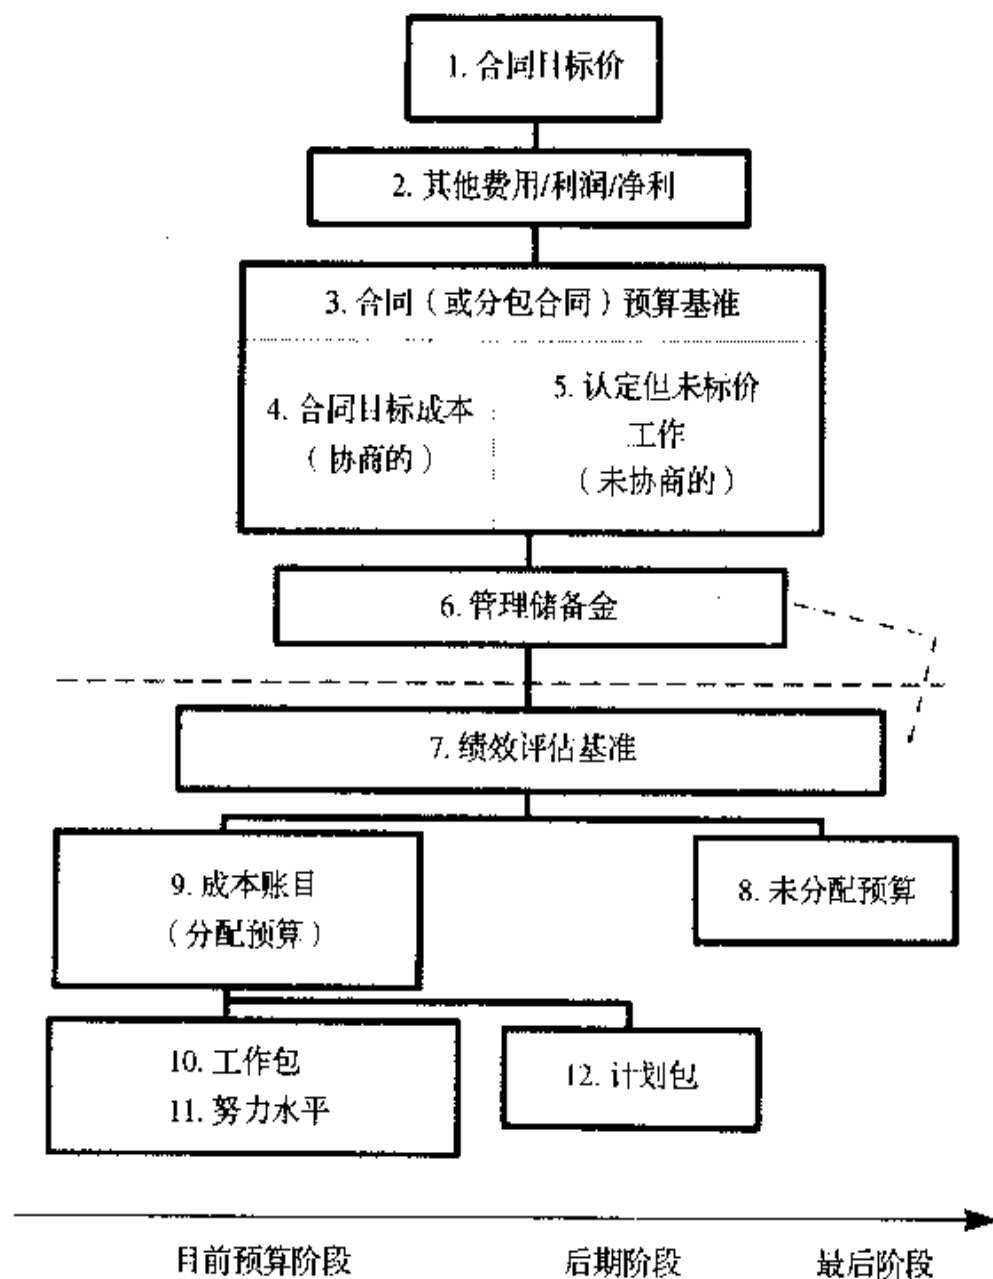 1. 合同目标价
2. 其他费用/利润/净利
3. 合同（或分包合同）预算基准
4. 合同目标成本
（协商的）
5. 认定但未标价
工作
（未协商的）
6. 管理储备金
7. 绩效评估基准
9. 成本账目
（分配预算）
8. 未分配预算
10. 工作包
11. 努力水平
12. 计划包
目前预算阶段
后期阶段
最后阶段